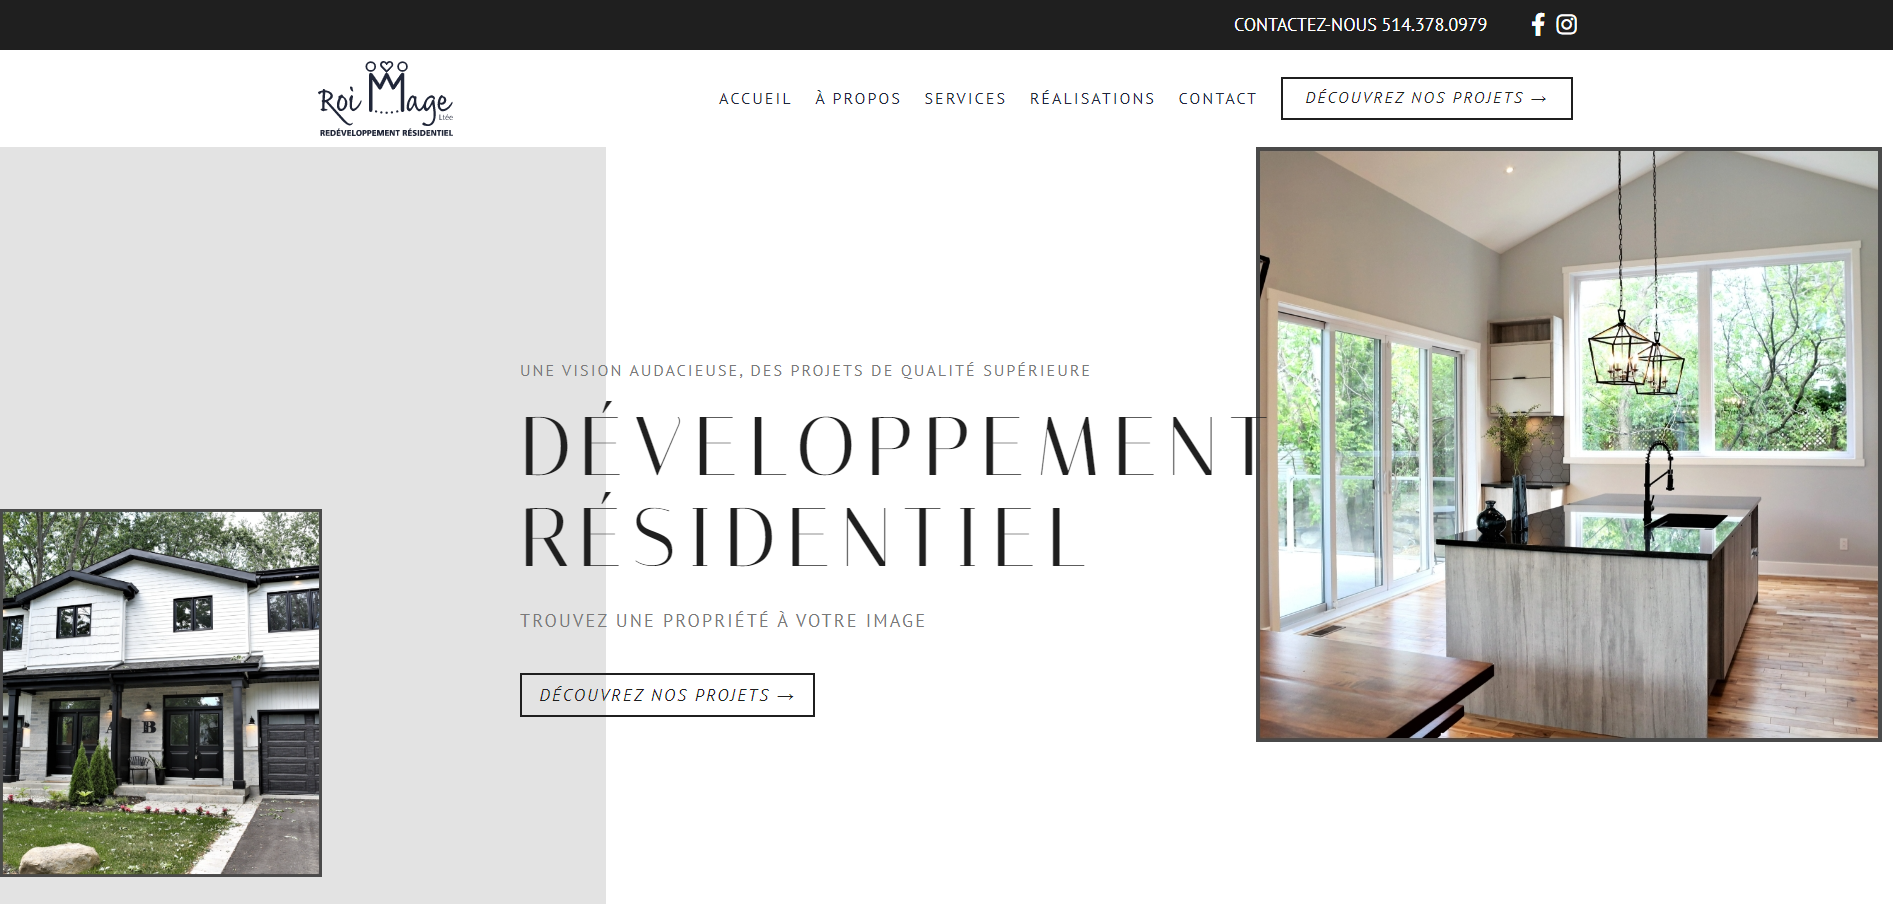 CONTACTEZ-NOUS 514.378.0979
Roi Mage
Ltée
REDÉVELOPPEMENT RÉSIDENTIEL
ACCUEIL À PROPOS SERVICES RÉALISATIONS CONTACT DÉCOUVREZ NOS PROJETS →
UNE VISION AUDACIEUSE, DES PROJETS DE QUALITÉ SUPÉRIEURE
DÉVELOPPEMENT
RÉSIDENTIEL
TROUVEZ UNE PROPRIÉTÉ À VOTRE IMAGE
DÉCOUVREZ NOS PROJETS →
A B